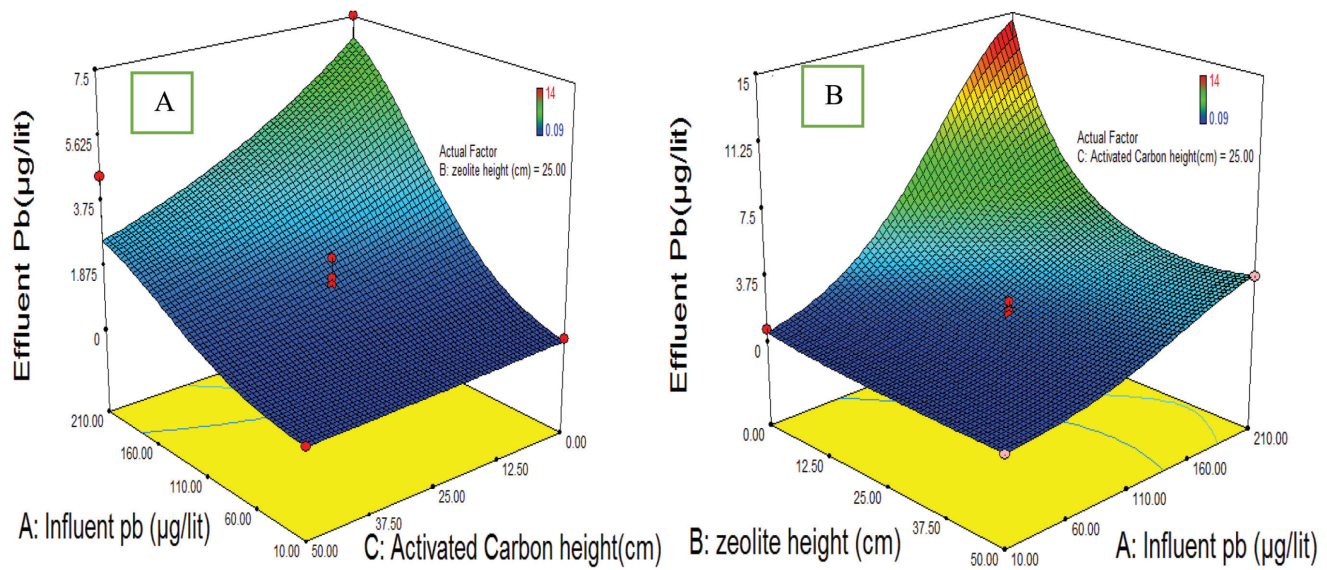 A
14
0.09
Actual Factor
B: zeolite height (cm) = 25.00
Effluent Pb(µg/lit)
7.5
5.625
3.75
1.875
0
210.00
160.00
110.00
60.00
10.00
A: Influent pb (µg/lit)
50.00
37.50
25.00
12.50
0.00
C: Activated Carbon height(cm)
B
14
0.09
Actual Factor
C: Activated Carbon height(cm) = 25.00
Effluent Pb(µg/lit)
15
11.25
7.5
3.75
0
0.00
12.50
25.00
37.50
50.00
B: zeolite height (cm)
10.00
60.00
110.00
160.00
210.00
A: Influent pb (µg/lit)